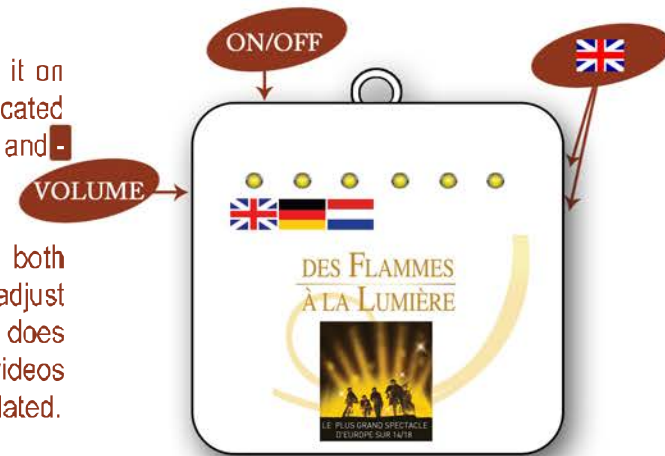 ON/OFF
it on
cated
and -
VOLUME
both
adjust
does
videos
lated.
DES FLAMMES
À LA LUMIÈRE
LE PLUS GRAND SPECTACLE
D'EUROPE SUR 14/18